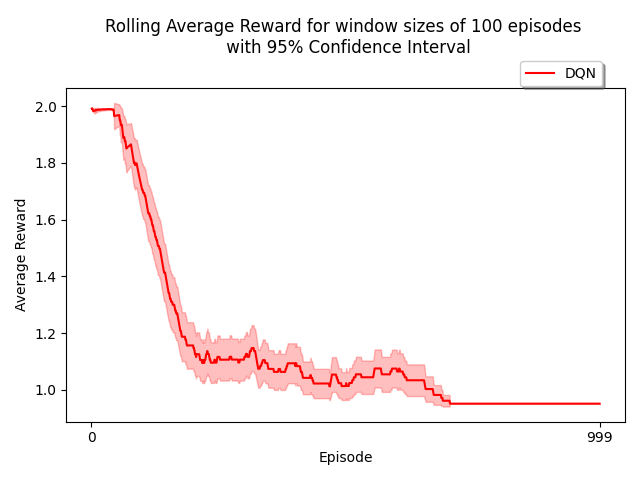 Rolling Average Reward for window sizes of 100 episodes
with 95% Confidence Interval
DQN
2.0
1.8
1.6
1.4
1.2
1.0
Average Reward
0
999
Episode